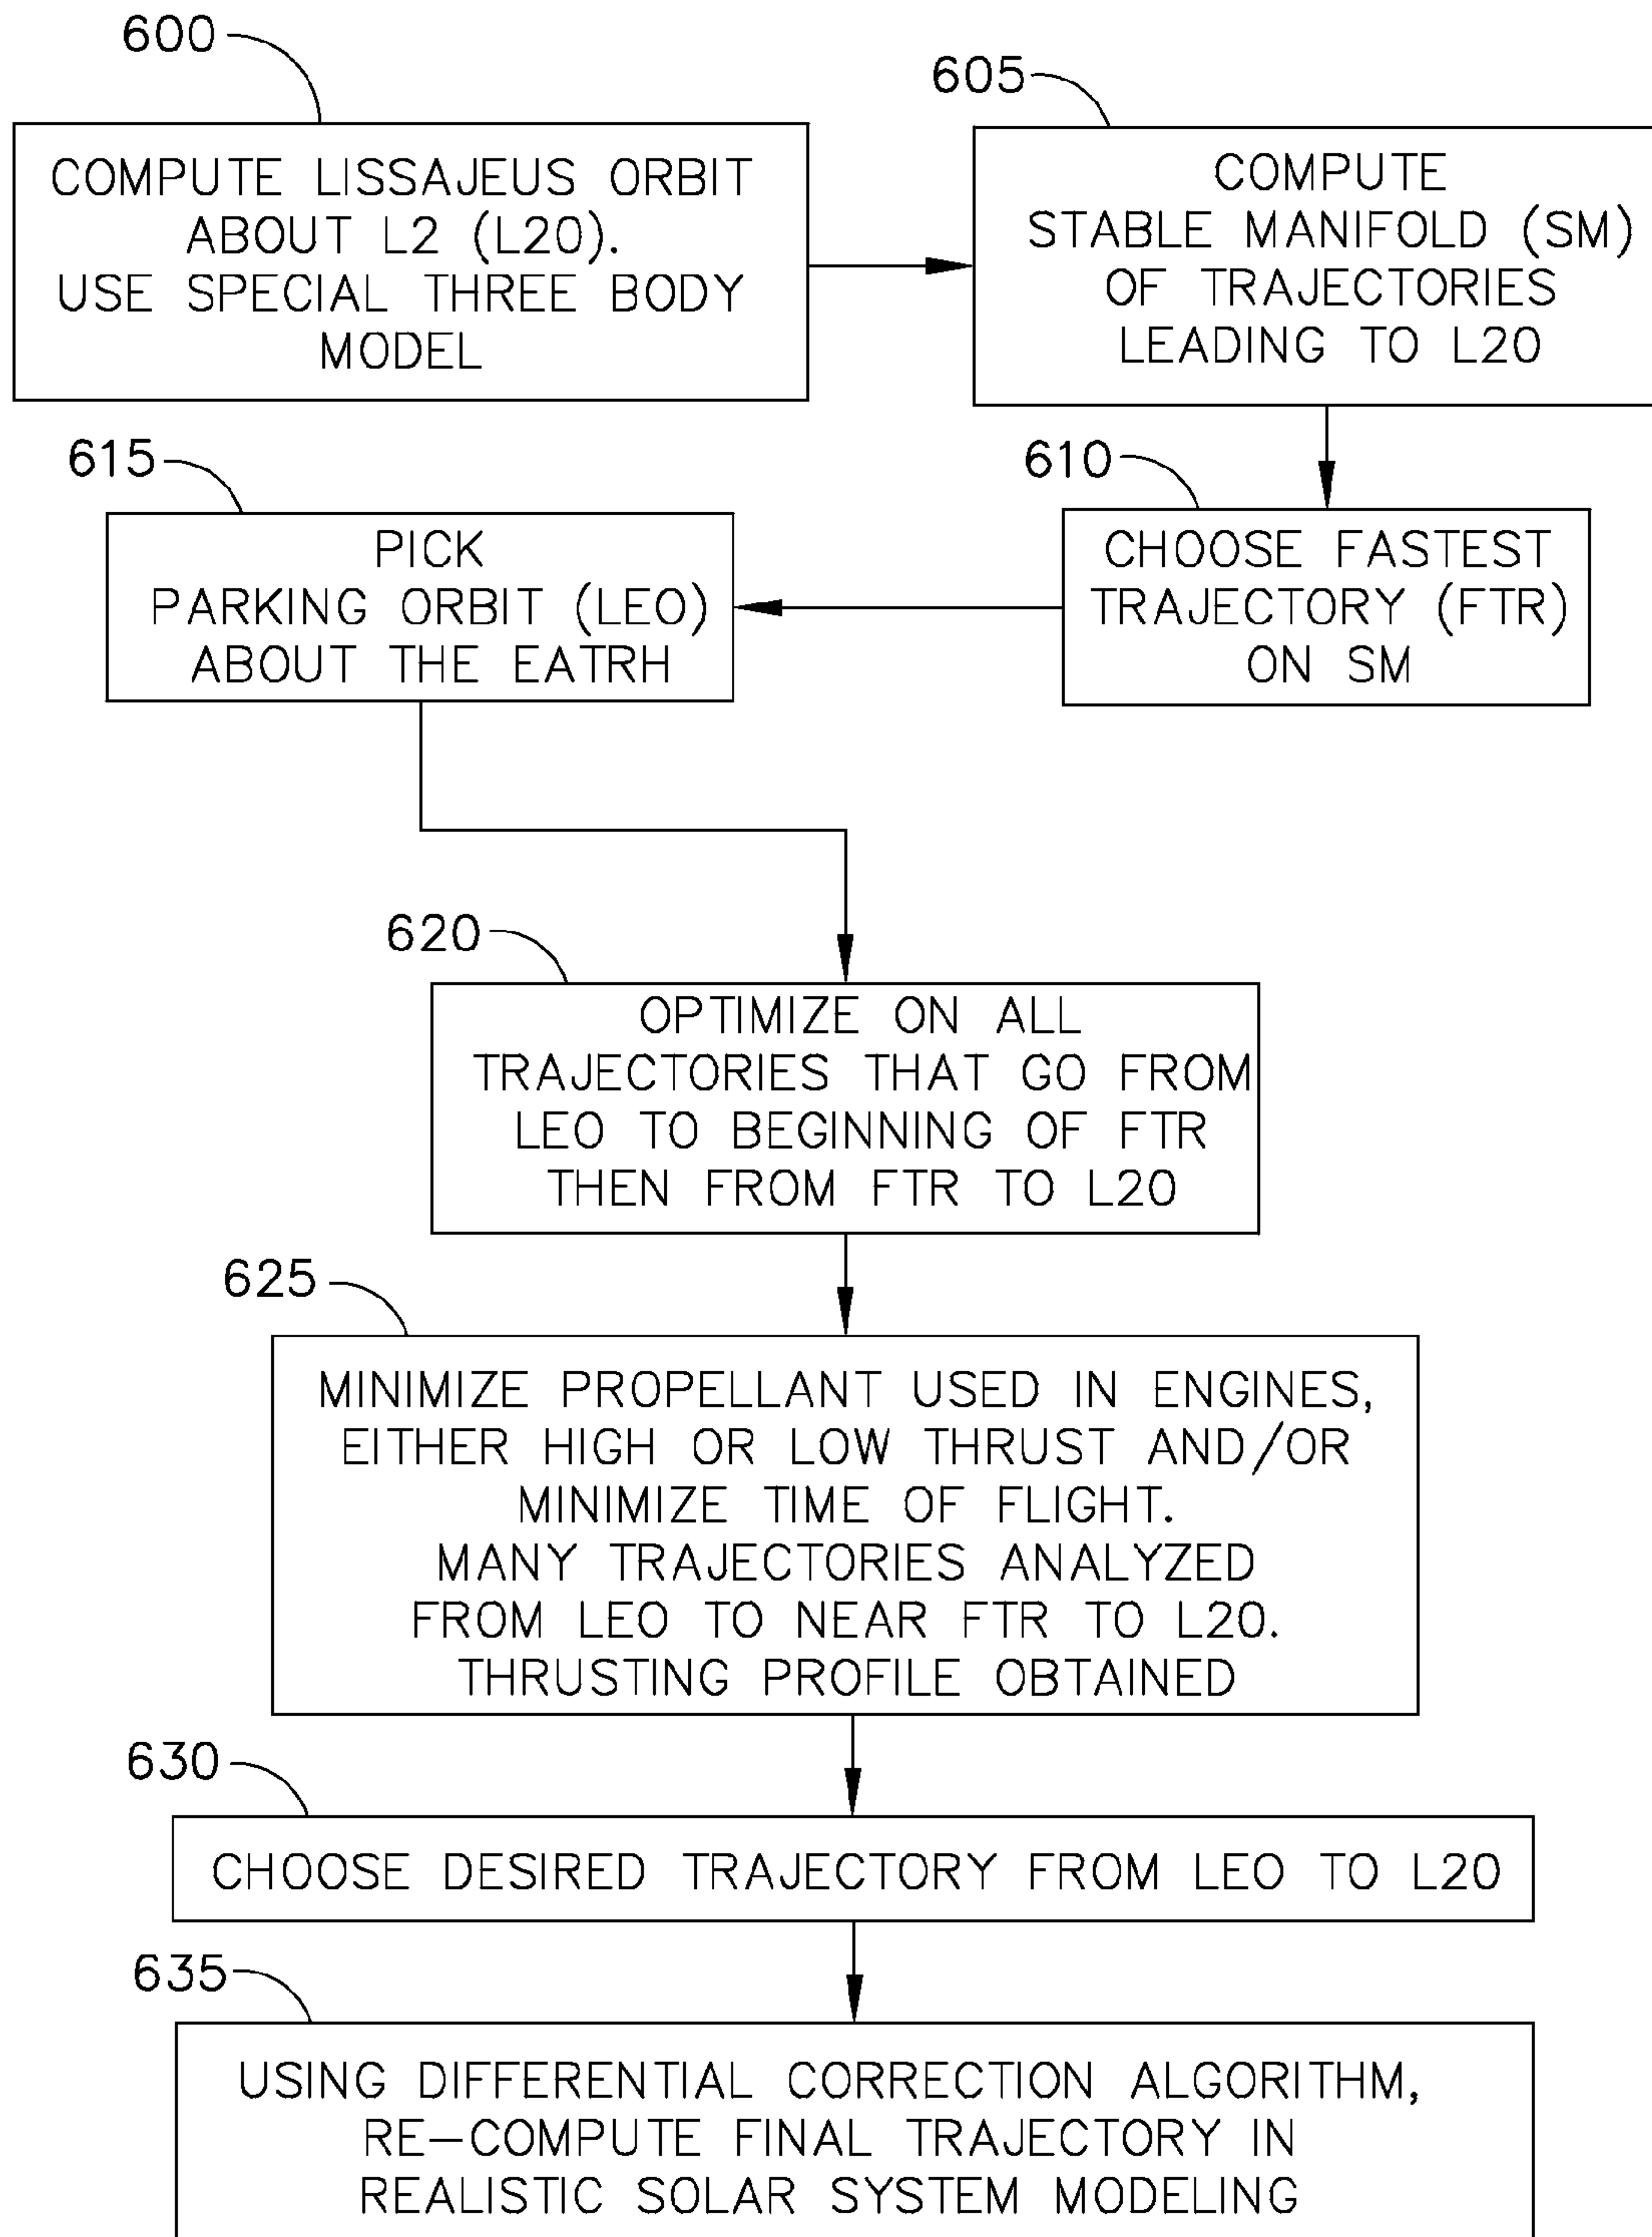 600
COMPUTE LISSAJEUS ORBIT
ABOUT L2 (L20).
USE SPECIAL THREE BODY
MODEL
605
COMPUTE
STABLE MANIFOLD (SM)
OF TRAJECTORIES
LEADING TO L20
610
CHOOSE FASTEST
TRAJECTORY (FTR)
ON SM
615
PICK
PARKING ORBIT (LEO)
ABOUT THE EATRH
620
OPTIMIZE ON ALL
TRAJECTORIES THAT GO FROM
LEO TO BEGINNING OF FTR
THEN FROM FTR TO L20
625
MINIMIZE PROPELLANT USED IN ENGINES,
EITHER HIGH OR LOW THRUST AND/OR
MINIMIZE TIME OF FLIGHT.
MANY TRAJECTORIES ANALYZED
FROM LEO TO NEAR FTR TO L20.
THRUSTING PROFILE OBTAINED
630
CHOOSE DESIRED TRAJECTORY FROM LEO TO L20
635
USING DIFFERENTIAL CORRECTION ALGORITHM,
RE-COMPUTE FINAL TRAJECTORY IN
REALISTIC SOLAR SYSTEM MODELING